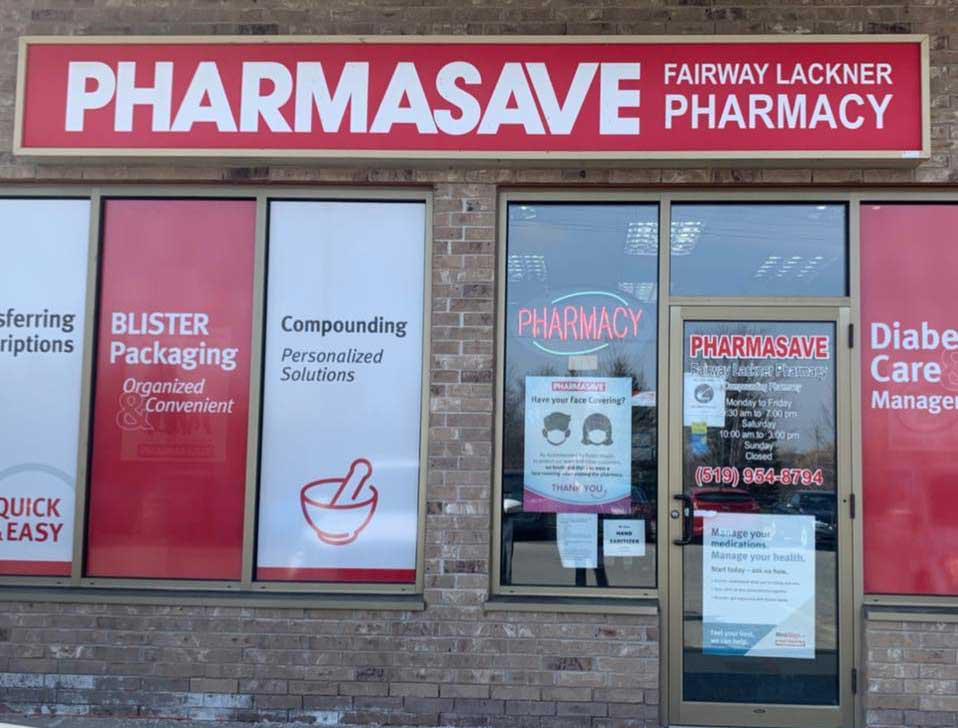 PHARMASAVE
FAIRWAY LACKNER
PHARMACY
sferring
riptions
QUICK
& EASY
BLISTER
Packaging
Organized
& Convenient
Compounding
Personalized
Solutions
PHARMACY
PHARMASAVE
Have your Face Covering?
THANK YOU
HAND
SANITIZER
PHARMASAVE
Fairway Lackner Pharmacy
Compounding Pharmacy
Monday to Friday
9:30 am to 7:00 pm
Saturday
10:00 am to 3:00 pm
Sunday
Closed
(519) 954-8794
Manage your
medications.
Manage your health.
Start today – ask us how.
Feel your best,
we can help.
Diabe
Care &
Manager